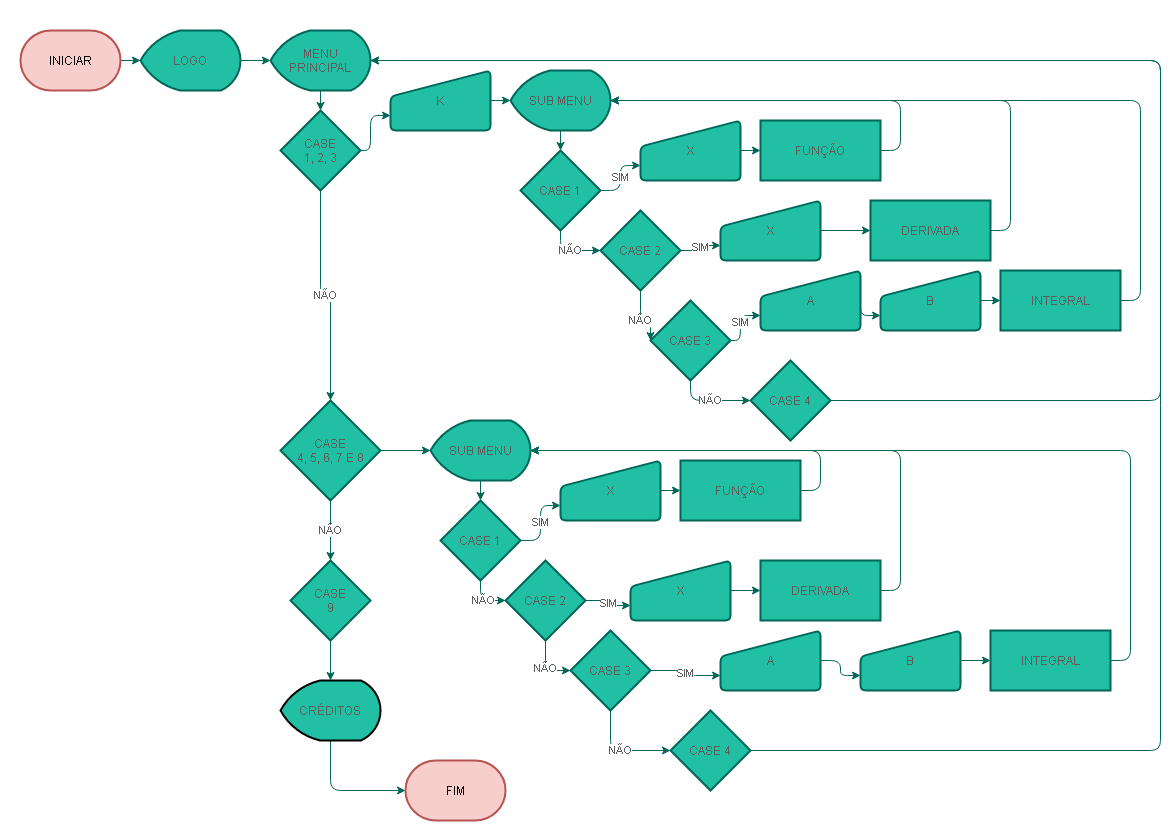 INICIAR
LOGO
MENU
PRINCIPAL
K
SUB MENU
CASE
1, 2, 3
X
FUNÇÃO
SIM
CASE 1
NÃO
CASE 2
SIM
X
DERIVADA
NÃO
A
B
INTEGRAL
NÃO
SIM
CASE 3
NÃO
CASE 4
CASE
4, 5, 6, 7 E 8
SUB MENU
X
FUNÇÃO
SIM
NÃO
CASE 1
CASE
9
NÃO
CASE 2
SIM
X
DERIVADA
NÃO
CASE 3
SIM
A
B
INTEGRAL
CRÉDITOS
NÃO
CASE 4
FIM